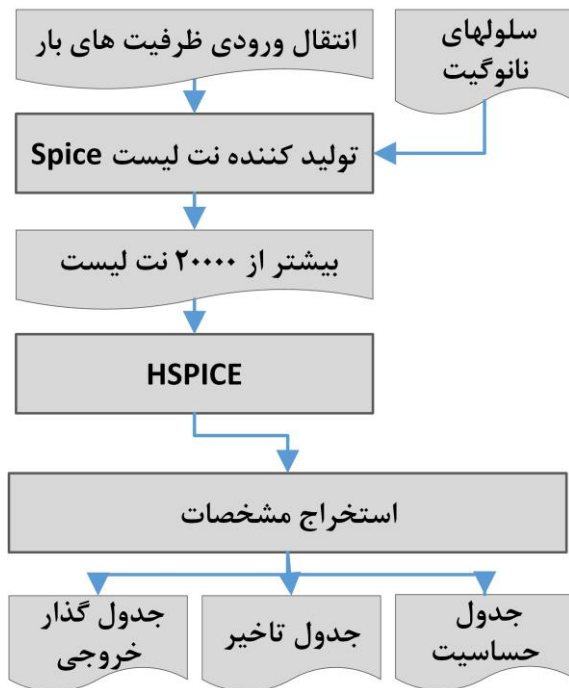 انتقال ورودی ظرفیت های بار
سلولهای
نانوگیت
تولید کننده نت لیست Spice
بیشتر از ۲۰۰۰۰ نت لیست
HSPICE
استخراج مشخصات
جدول
حساسیت
جدول تاخیر
جدول گذار
خروجی